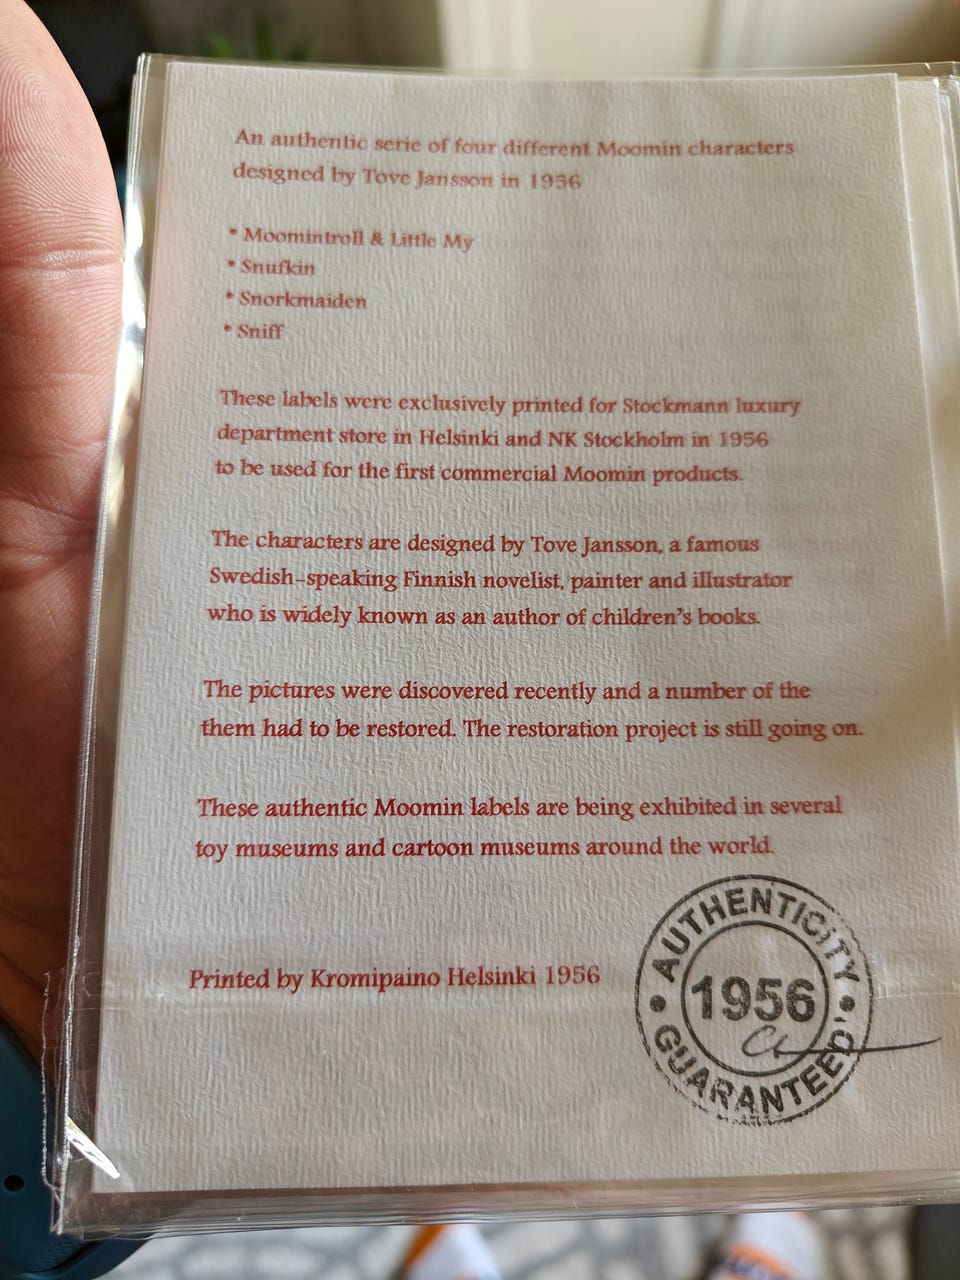 An authentic serie of four different Moomin characters
designed by Tove Jansson in 1956
• Moomintroll & Little My
• Snufkin
• Snorkmaiden
• Sniff
These labels were exclusively printed for Stockmann luxury
department store in Helsinki and NK Stockholm in 1956
to be used for the first commercial Moomin products.
The characters are designed by Tove Jansson, a famous
Swedish-speaking Finnish novelist, painter and illustrator
who is widely known as an author of children's books.
The pictures were discovered recently and a number of the
them had to be restored. The restoration project is still going on.
These authentic Moomin labels are being exhibited in several
toy museums and cartoon museums around the world.
Printed by Kromipaino Helsinki 1956
AUTHENTICITY
1956
GUARANTEED